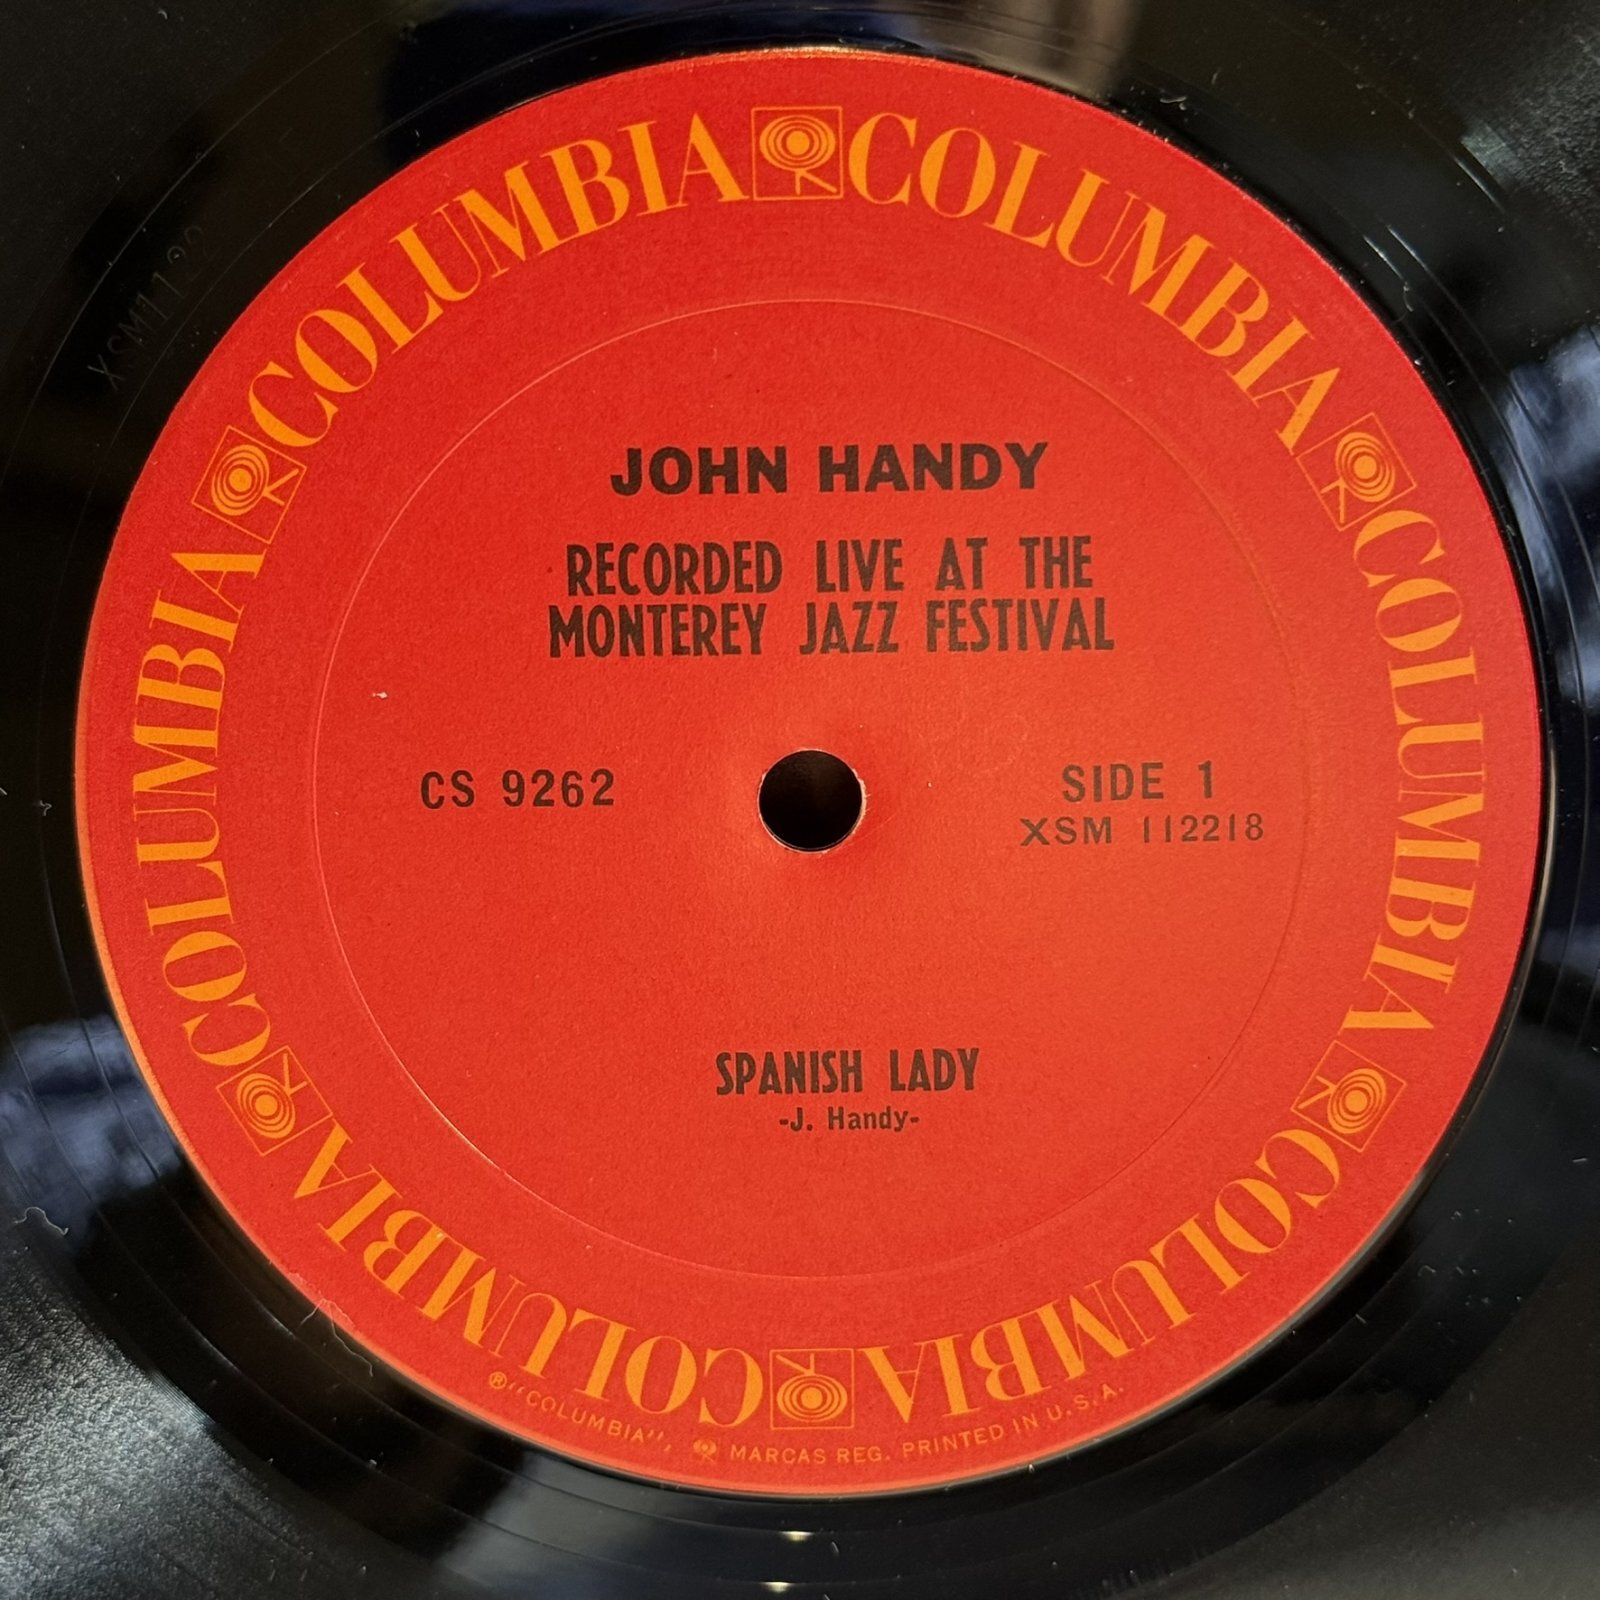 COLUMBIA COLUMBIA COLUMBIA COLUMBIA COLUMBIA COLUMBIA
JOHN HANDY
RECORDED LIVE AT THE
MONTEREY JAZZ FESTIVAL
CS 9262
SIDE 1
XSM 112218
SPANISH LADY
-J. Handy-
®"COLUMBIA", MARCAS REG. PRINTED IN U.S.A.